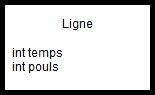 Ligne
int temps
int pouls